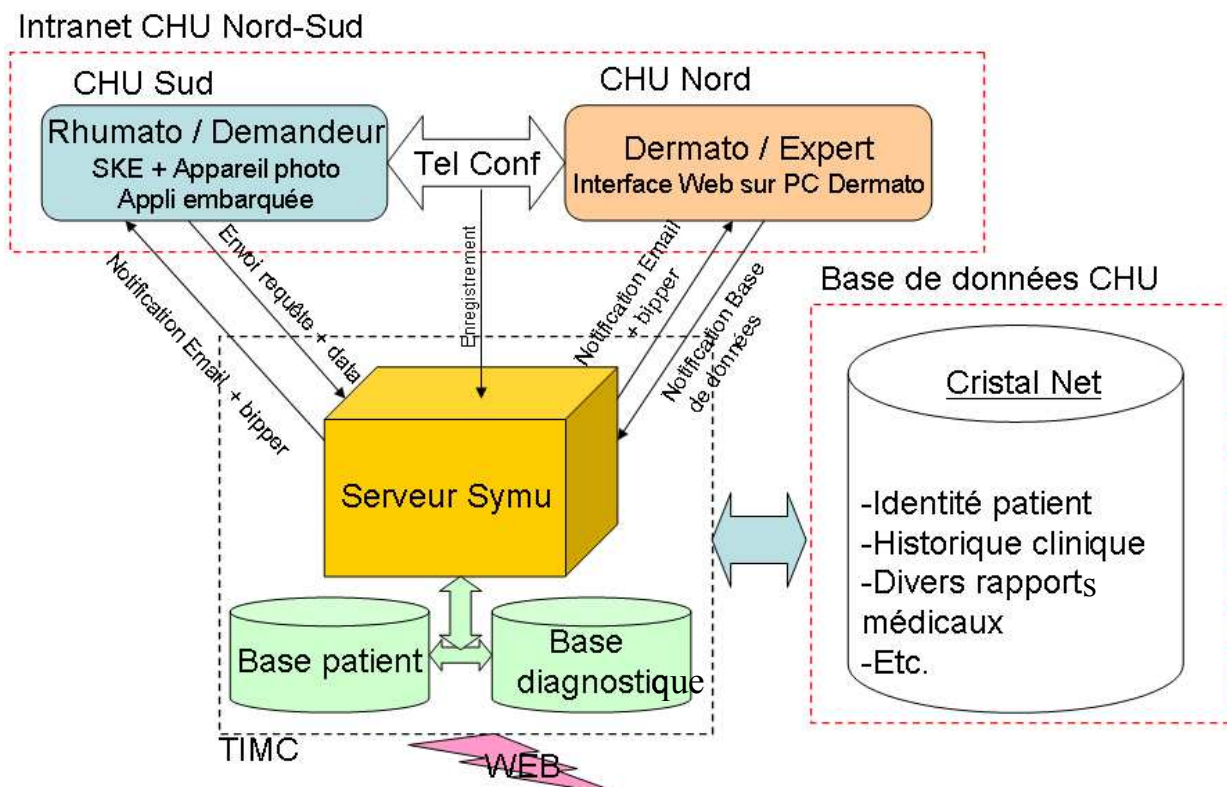 Intranet CHU Nord-Sud
CHU Sud
CHU Nord
Rhumato / Demandeur
SKE + Appareil photo
Appli embarquée
Tel Conf
Dermato / Expert
Interface Web sur PC Dermato
Notification Email + bipper
Envoi requête + data
Enregistrement
Notification Email
+ bipper
Notification Base
de données
Base de données CHU
Cristal Net
-Identité patient
-Historique clinique
-Divers rapports
médicaux
-Etc.
Serveur Symu
Base patient
Base
diagnostique
TIMC
WEB